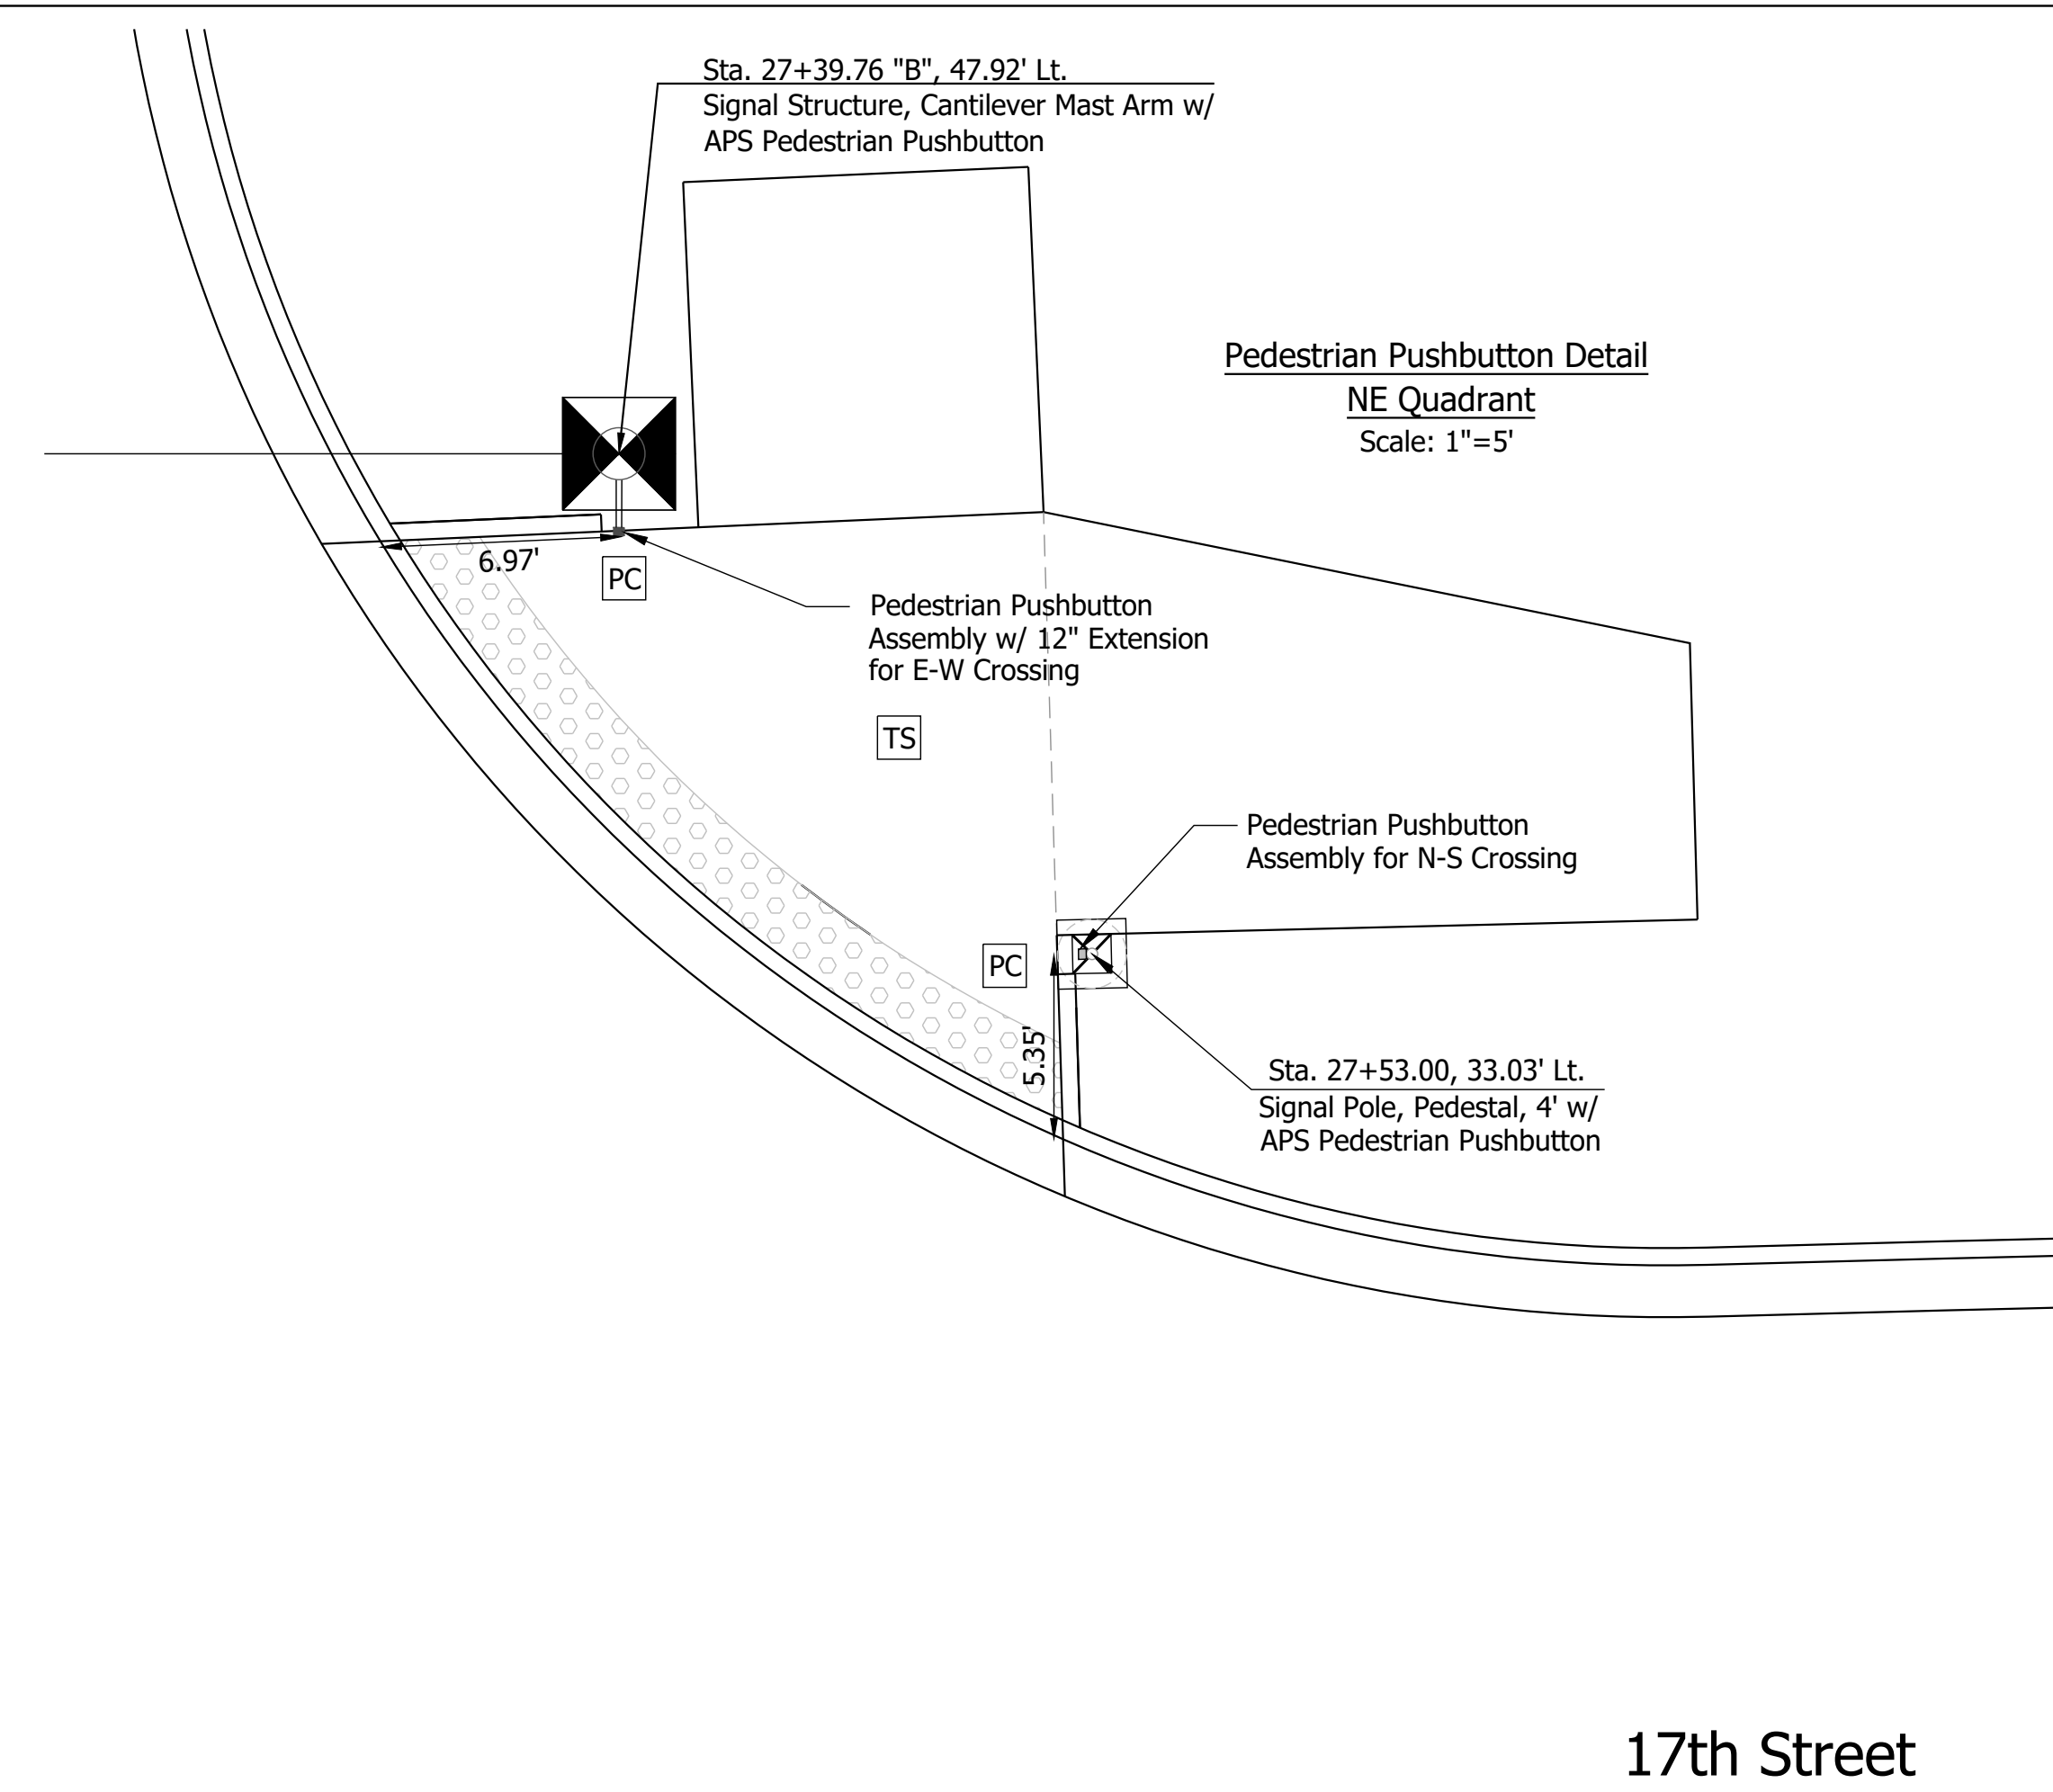 Sta. 27+39.76 "B", 47.92' Lt.
Signal Structure, Cantilever Mast Arm w/
APS Pedestrian Pushbutton
Pedestrian Pushbutton Detail
NE Quadrant
Scale: 1"=5'
6.97'
PC
Pedestrian Pushbutton
Assembly w/ 12" Extension
for E-W Crossing
TS
Pedestrian Pushbutton
Assembly for N-S Crossing
PC
5.35'
Sta. 27+53.00, 33.03' Lt.
Signal Pole, Pedestal, 4' w/
APS Pedestrian Pushbutton
17th Street